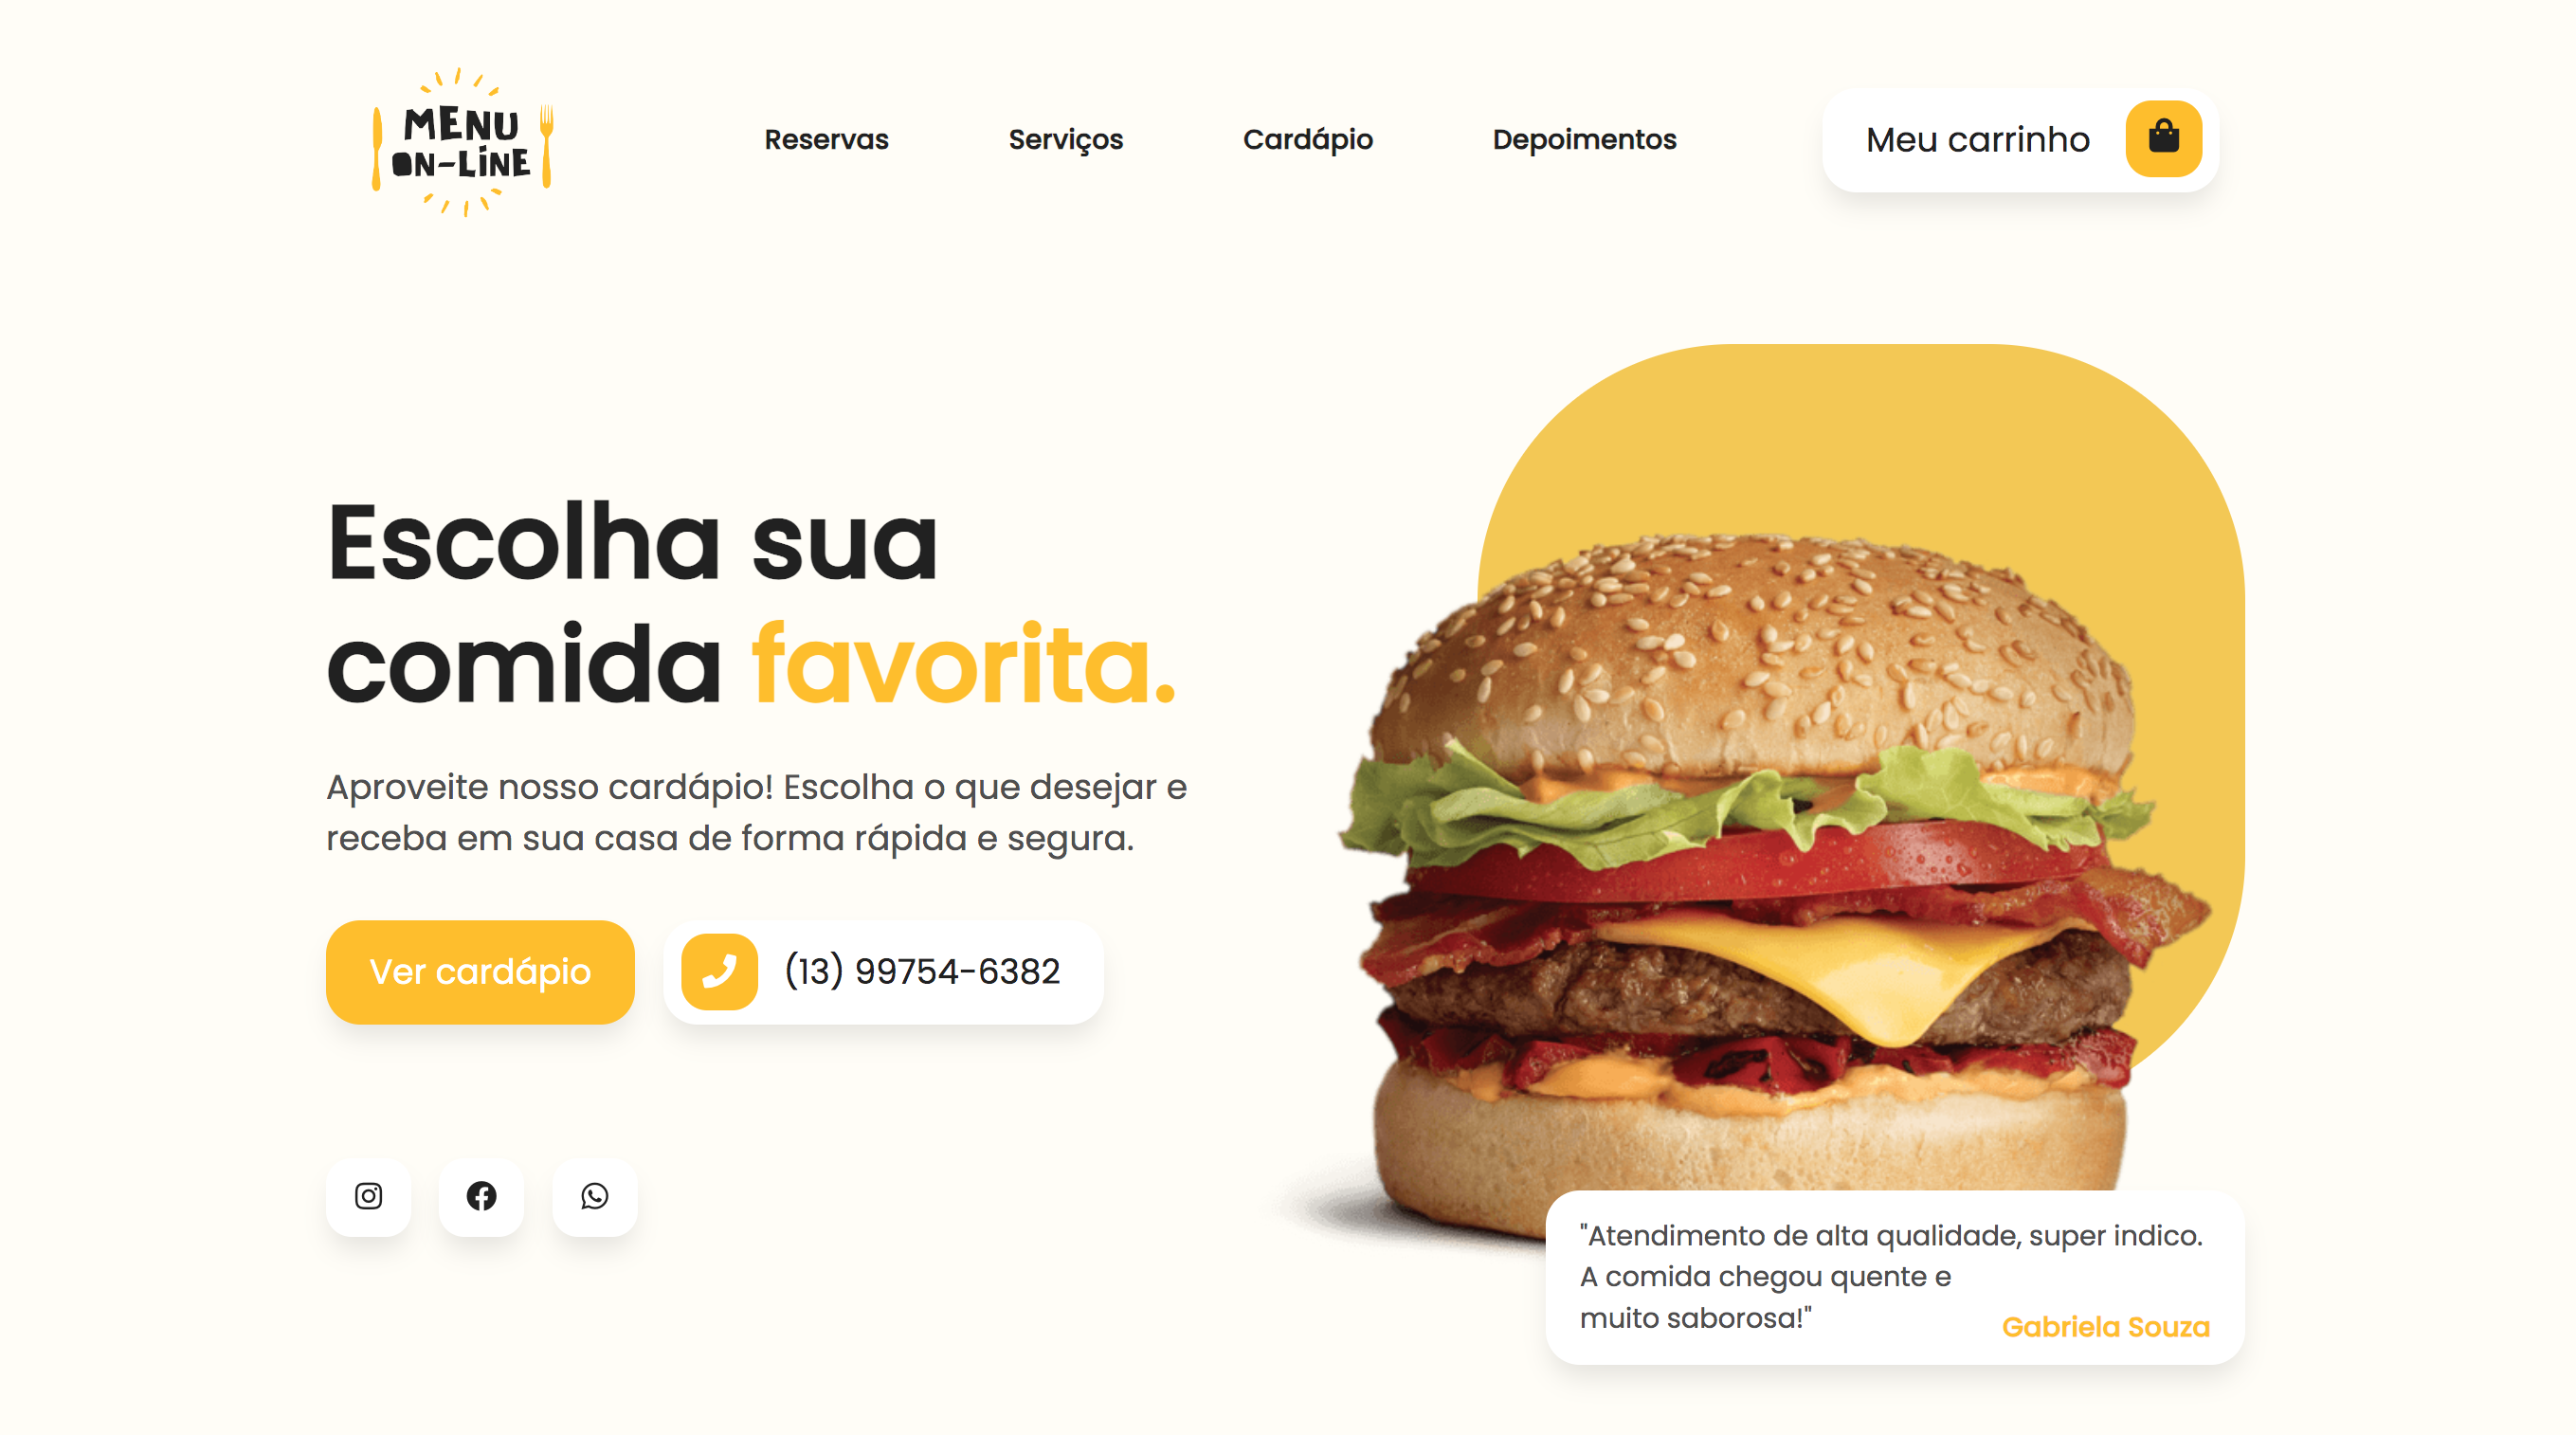 MENU
ON-LINE
Reservas
Serviços
Cardápio
Depoimentos
Meu carrinho
Escolha sua
comida favorita.
Aproveite nosso cardápio! Escolha o que desejar e
receba em sua casa de forma rápida e segura.
Ver cardápio
(13) 99754-6382
"Atendimento de alta qualidade, super indico.
A comida chegou quente e
muito saborosa!"
Gabriela Souza